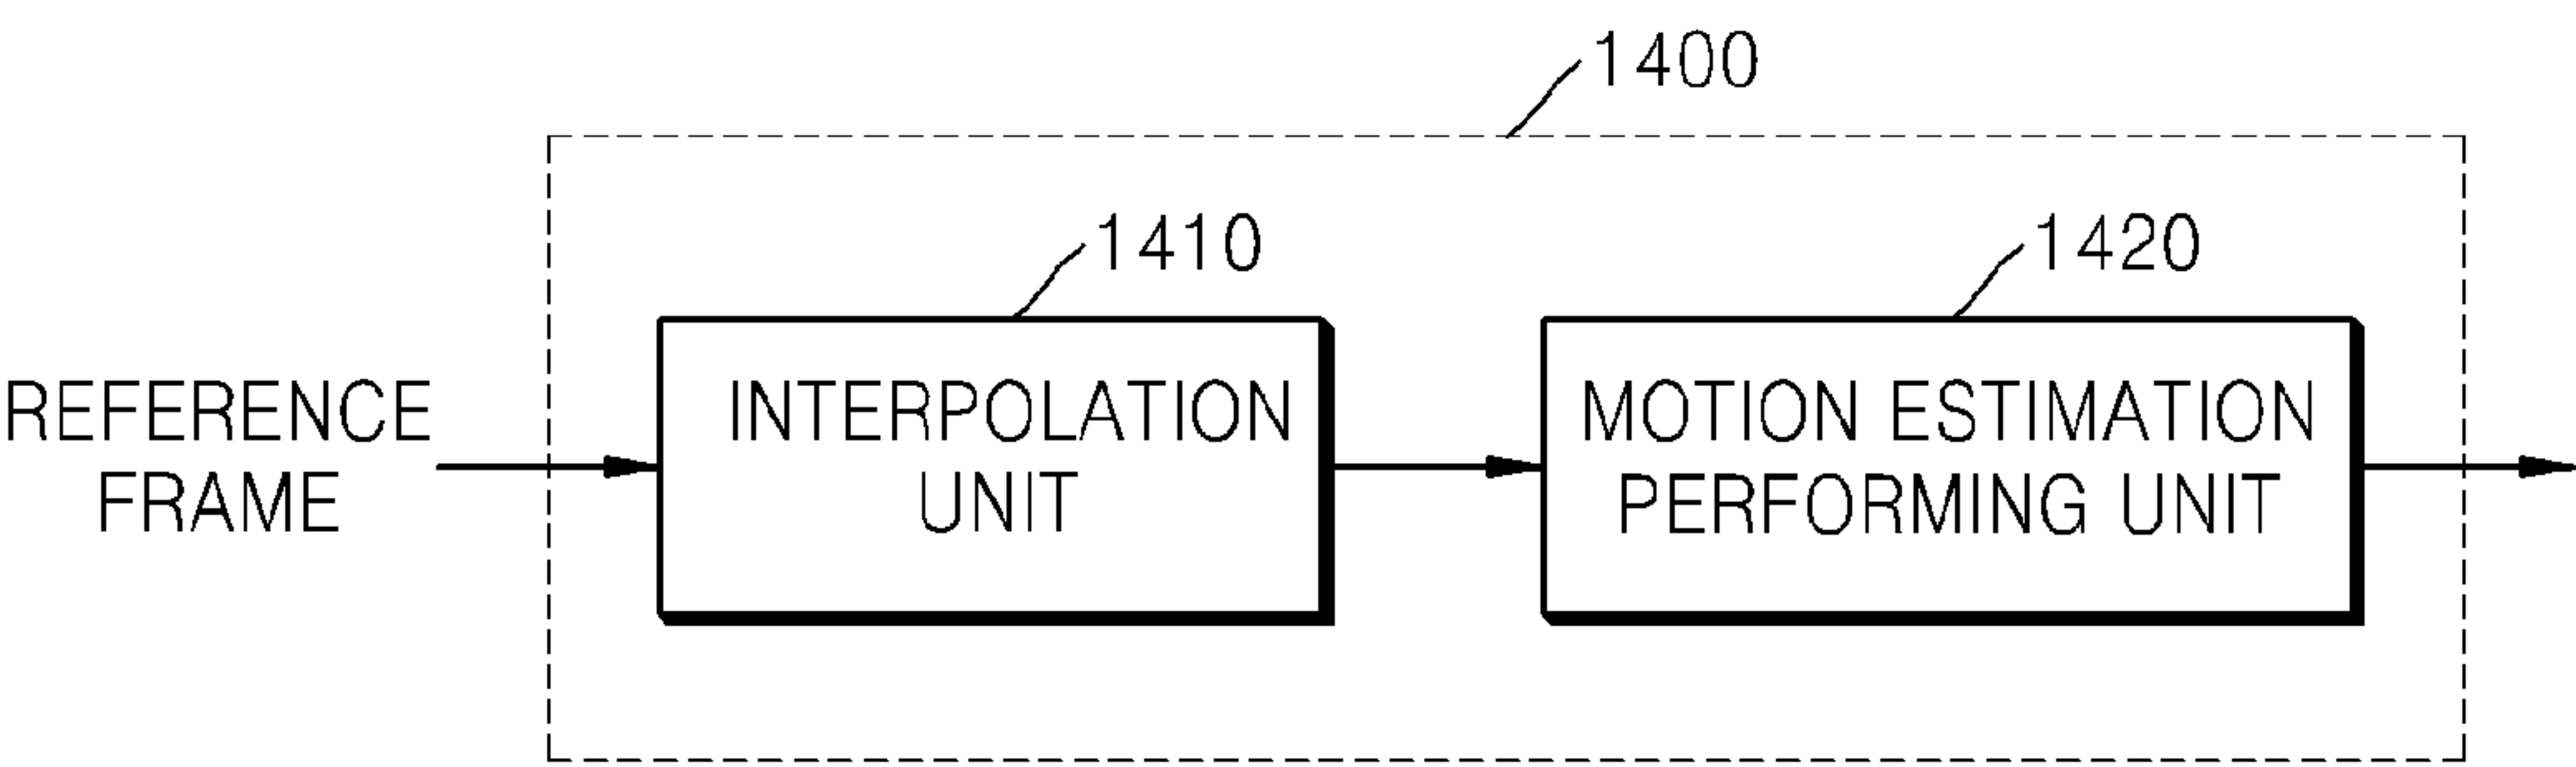 1400
1410
1420
REFERENCE
FRAME
INTERPOLATION
UNIT
MOTION ESTIMATION
PERFORMING UNIT